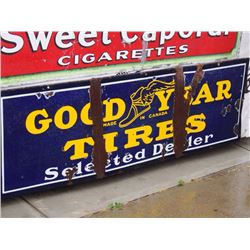 Sweet Caporal
CIGARETTES
GOOD YEAR
MADE IN CANADA
TIRES
Selected Dealer